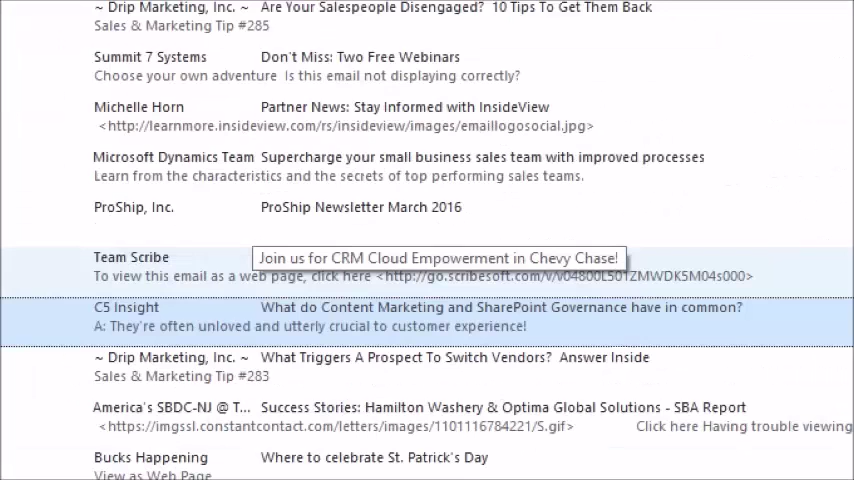 ~ Drip Marketing, Inc. ~ Are Your Salespeople Disengaged? 10 Tips To Get Them Back
Sales & Marketing Tip #285
Summit 7 Systems Don't Miss: Two Free Webinars
Choose your own adventure Is this email not displaying correctly?
Michelle Horn Partner News: Stay Informed with InsideView
<http://learnmore.insideview.com/rs/insideview/images/emaillogosocial.jpg>
Microsoft Dynamics Team Supercharge your small business sales team with improved processes
Learn from the characteristics and the secrets of top performing sales teams.
ProShip, Inc. ProShip Newsletter March 2016
Team Scribe Join us for CRM Cloud Empowerment in Chevy Chase!
To view this email as a web page, click here <http://go.scribesoft.com/v/v04800L501ZMWDK5M04s000>
C5 Insight What do Content Marketing and SharePoint Governance have in common?
A: They're often unloved and utterly crucial to customer experience!
~ Drip Marketing, Inc. ~ What Triggers A Prospect To Switch Vendors? Answer Inside
Sales & Marketing Tip #283
America's SBDC-NJ @ T... Success Stories: Hamilton Washery & Optima Global Solutions - SBA Report
<https://imgssl.constantcontact.com/letters/images/1101116784221/S.gif> Click here Having trouble viewing
Bucks Happening Where to celebrate St. Patrick's Day
View as Web Page